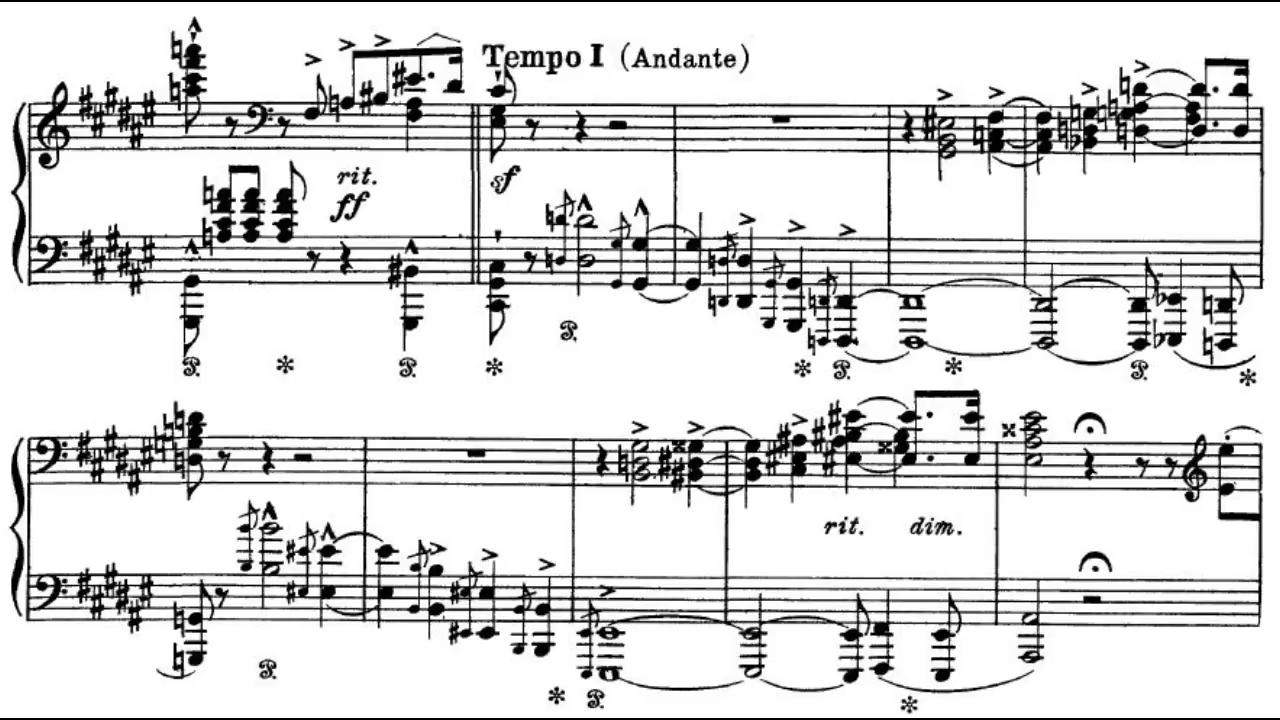 Tempo I (Andante)
rit.
ff
sf
rit. dim.